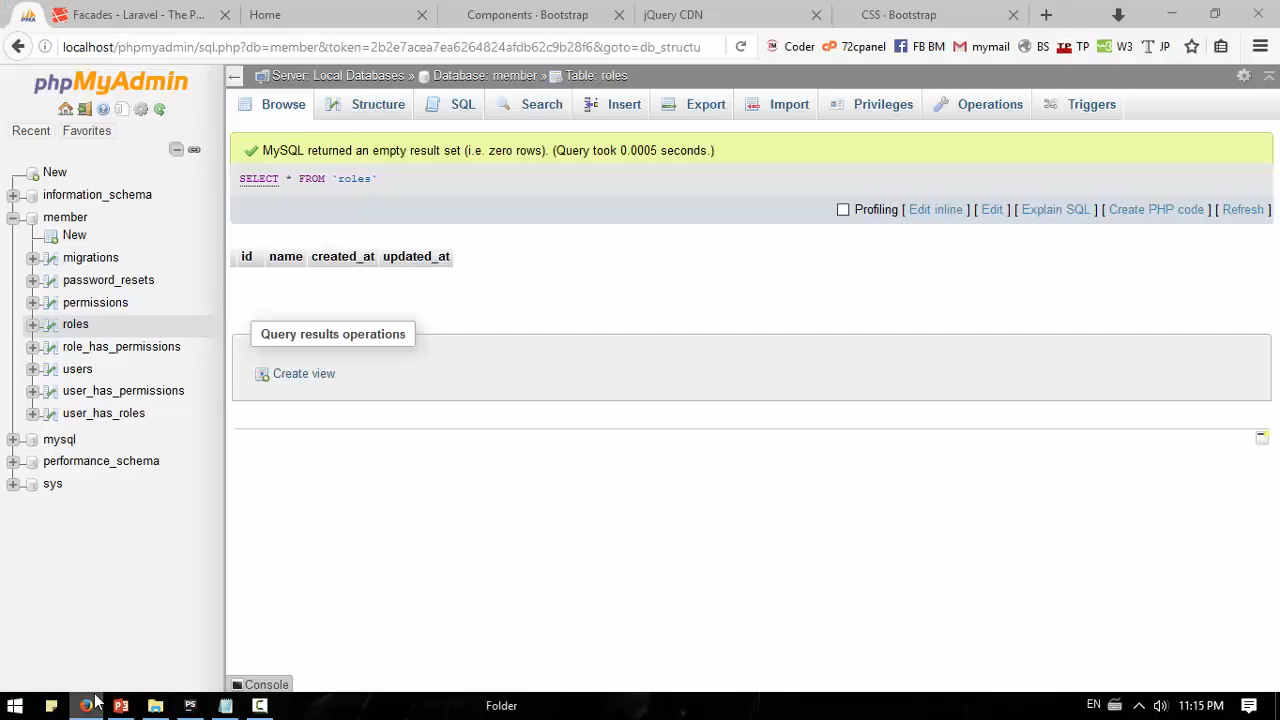 Facades - Laravel - The P...
Home
Components · Bootstrap
jQuery CDN
CSS · Bootstrap
localhost/phpmyadmin/sql.php?db=member&token=2b2e7acea7ea6264824afdb62c9b28f6&goto=db_structu
Coder
72cpanel
FB BM
mymail
BS
TP
W3
JP
phpMyAdmin
Recent
Favorites
New
information_schema
member
New
migrations
password_resets
permissions
roles
role_has_permissions
users
user_has_permissions
user_has_roles
mysql
performance_schema
sys
Server: Local Databases » Database: member » Table: roles
Browse
Structure
SQL
Search
Insert
Export
Import
Privileges
Operations
Triggers
MySQL returned an empty result set (i.e. zero rows). (Query took 0.0005 seconds.)
SELECT * FROM `roles`
Profiling [ Edit inline ] [ Edit ] [ Explain SQL ] [ Create PHP code ] [ Refresh ]
id name created_at updated_at
Query results operations
Create view
Console
Folder
EN
11:15 PM